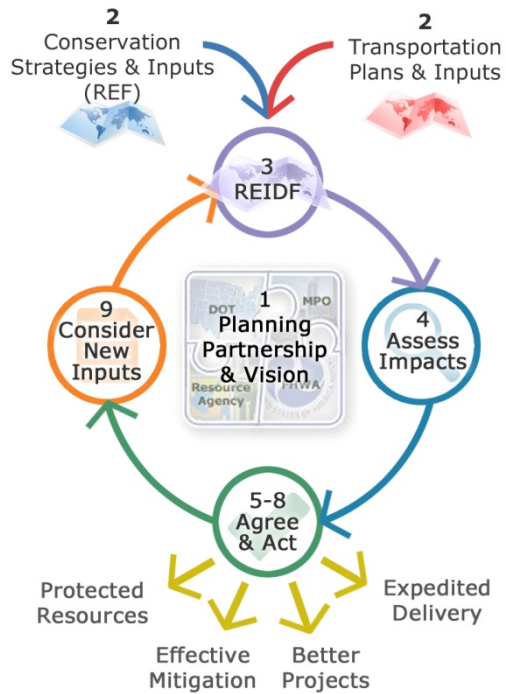 2
Conservation
Strategies & Inputs
(REF)
2
Transportation
Plans & Inputs
3
REIDF
9
Consider
New
Inputs
1
Planning
Partnership
& Vision
DOT
MPO
Resource
Agency
FHWA
4
Assess
Impacts
5-8
Agree
& Act
Protected
Resources
Effective
Mitigation
Better
Projects
Expedited
Delivery